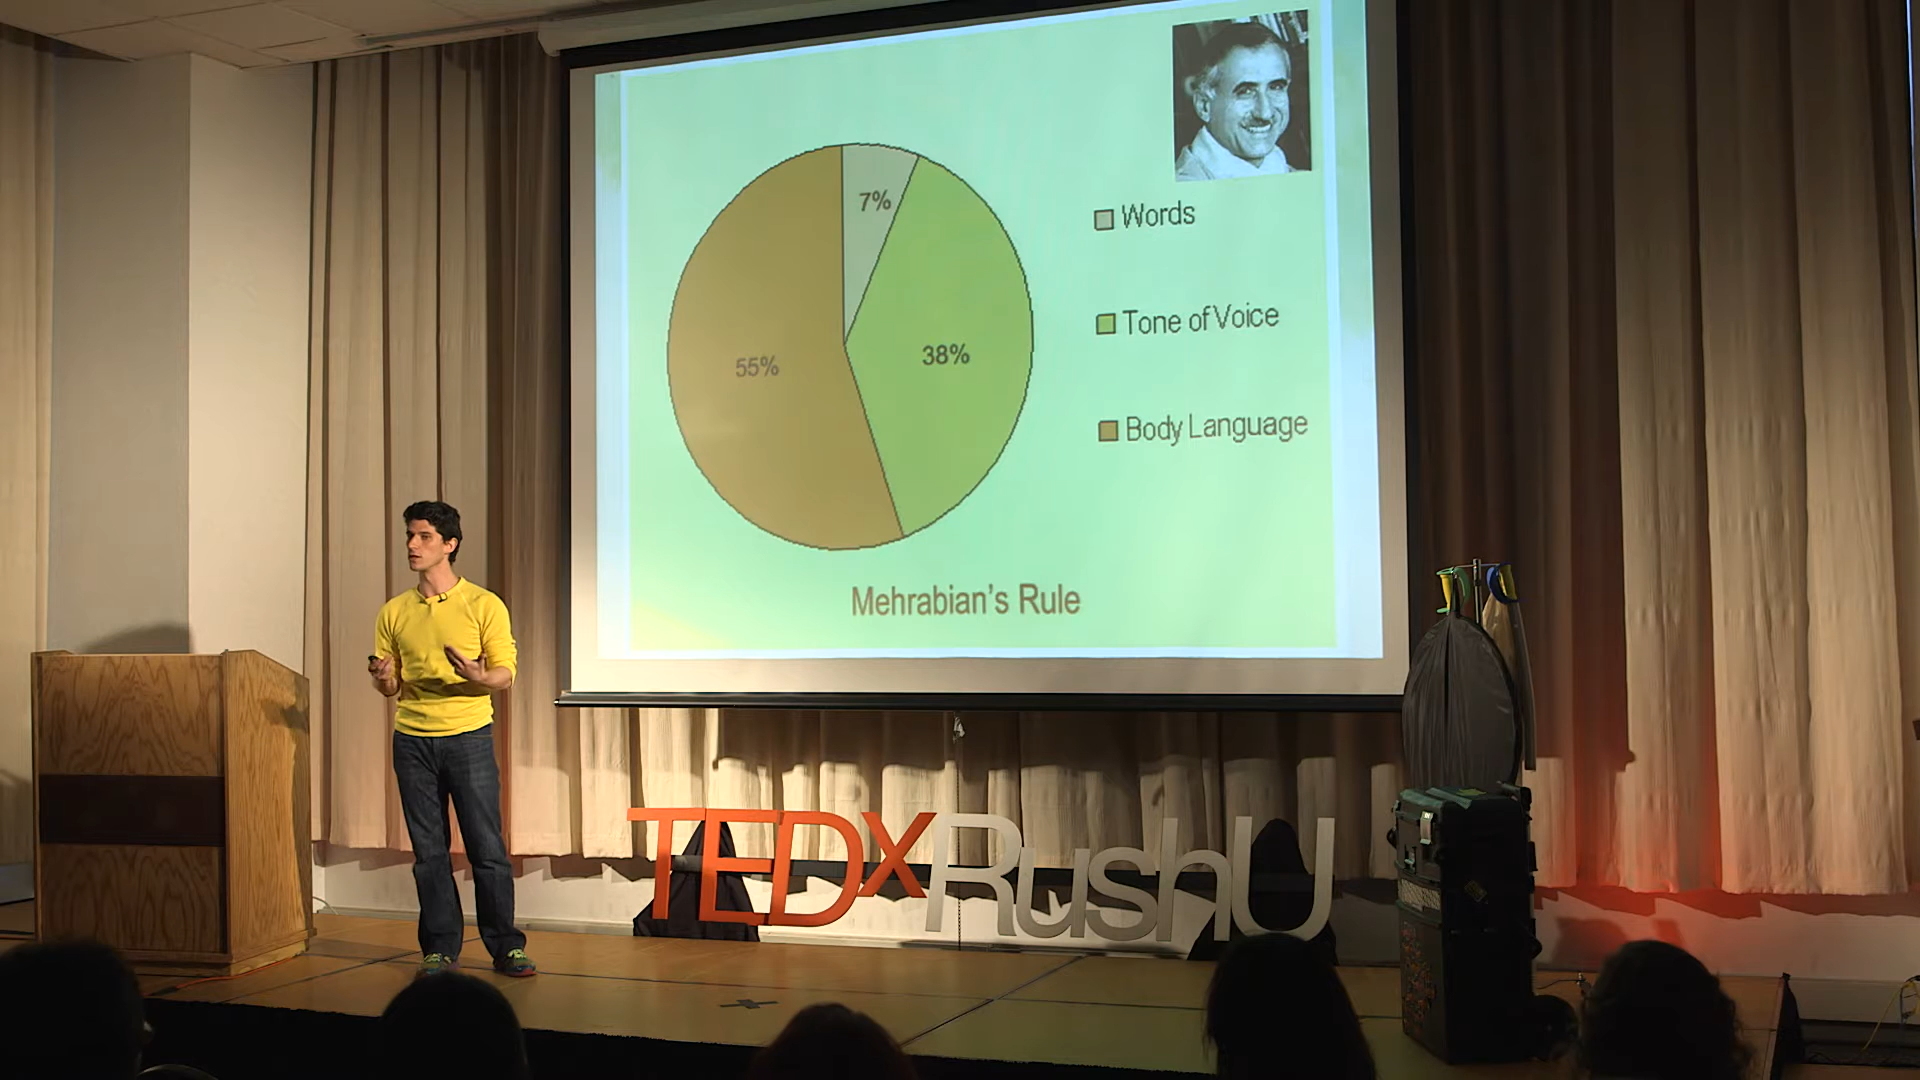 7%
38%
55%
Words
Tone of Voice
Body Language
Mehrabian's Rule
TEDxRushU